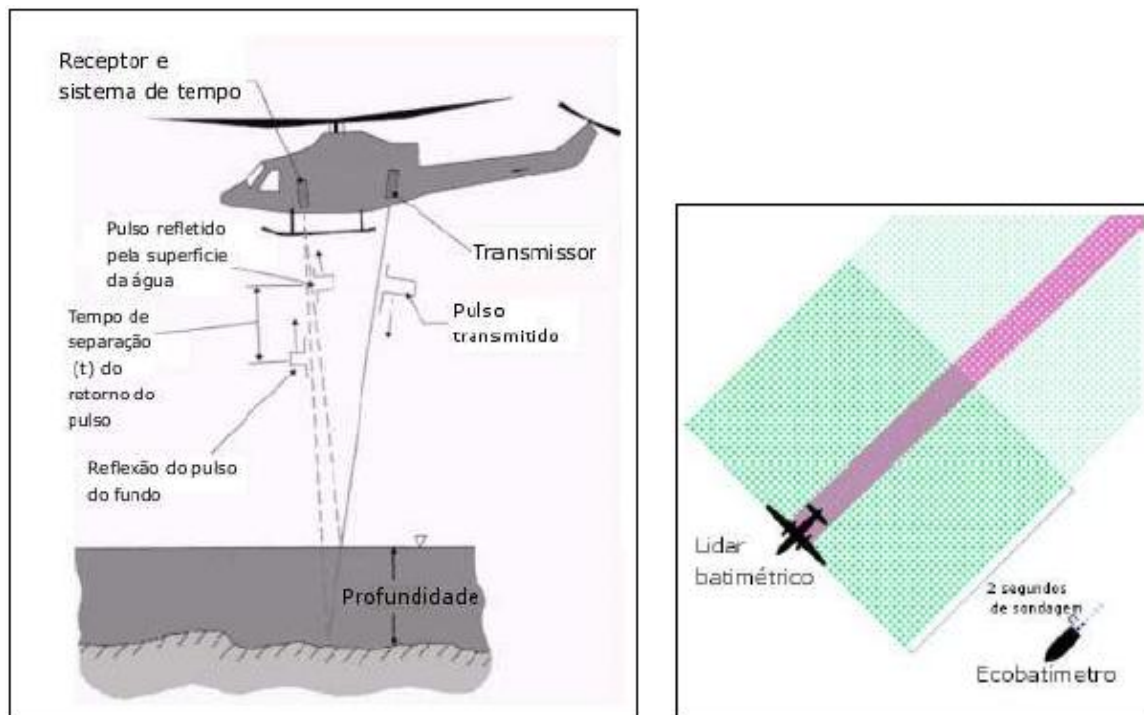 Receptor e
sistema de tempo
Pulso refletido
pela superficie
da água
Transmissor
Tempo de
separação
(t) do
retorno do
pulso
Pulso
transmitido
Reflexão do pulso
do fundo
Profundidade
Lidar
batimétrico
2 segundos
de sondagem
Ecobatímetro